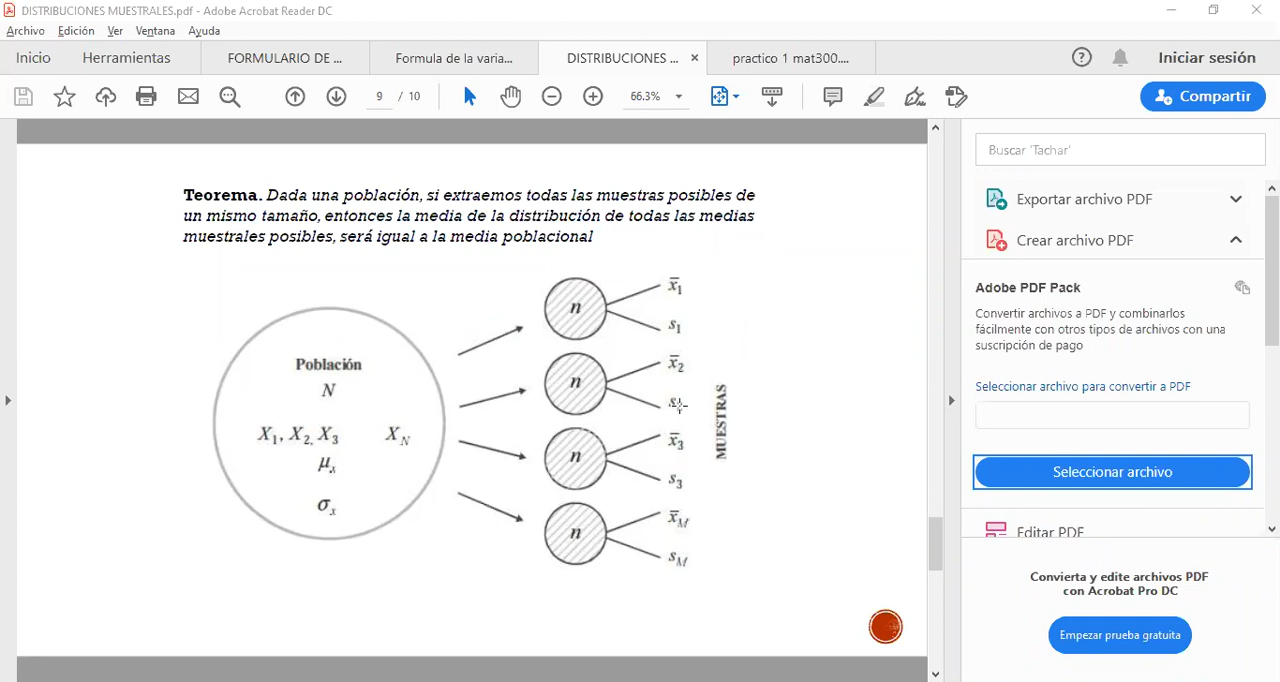 DISTRIBUCIONES MUESTRALES.pdf - Adobe Acrobat Reader DC
Archivo Edición Ver Ventana Ayuda
Inicio Herramientas FORMULARIO DE ... Formula de la varia... DISTRIBUCIONES ... × practico 1 mat300.... Iniciar sesión
9 / 10 66.3% Compartir
Teorema. Dada una población, si extraemos todas las muestras posibles de
un mismo tamaño, entonces la media de la distribución de todas las medias
muestrales posibles, será igual a la media poblacional
Población
N
X₁, X₂, X₃ X_N
μₓ
σₓ
n
x̄₁
s₁
n
x̄₂
n
x̄₃
s₃
n
x̄_M
s_M
MUESTRAS
Buscar 'Tachar'
Exportar archivo PDF
Crear archivo PDF
Adobe PDF Pack
Convertir archivos a PDF y combinarlos
fácilmente con otros tipos de archivos con una
suscripción de pago
Seleccionar archivo para convertir a PDF
Seleccionar archivo
Editar PDF
Convierta y edite archivos PDF
con Acrobat Pro DC
Empezar prueba gratuita